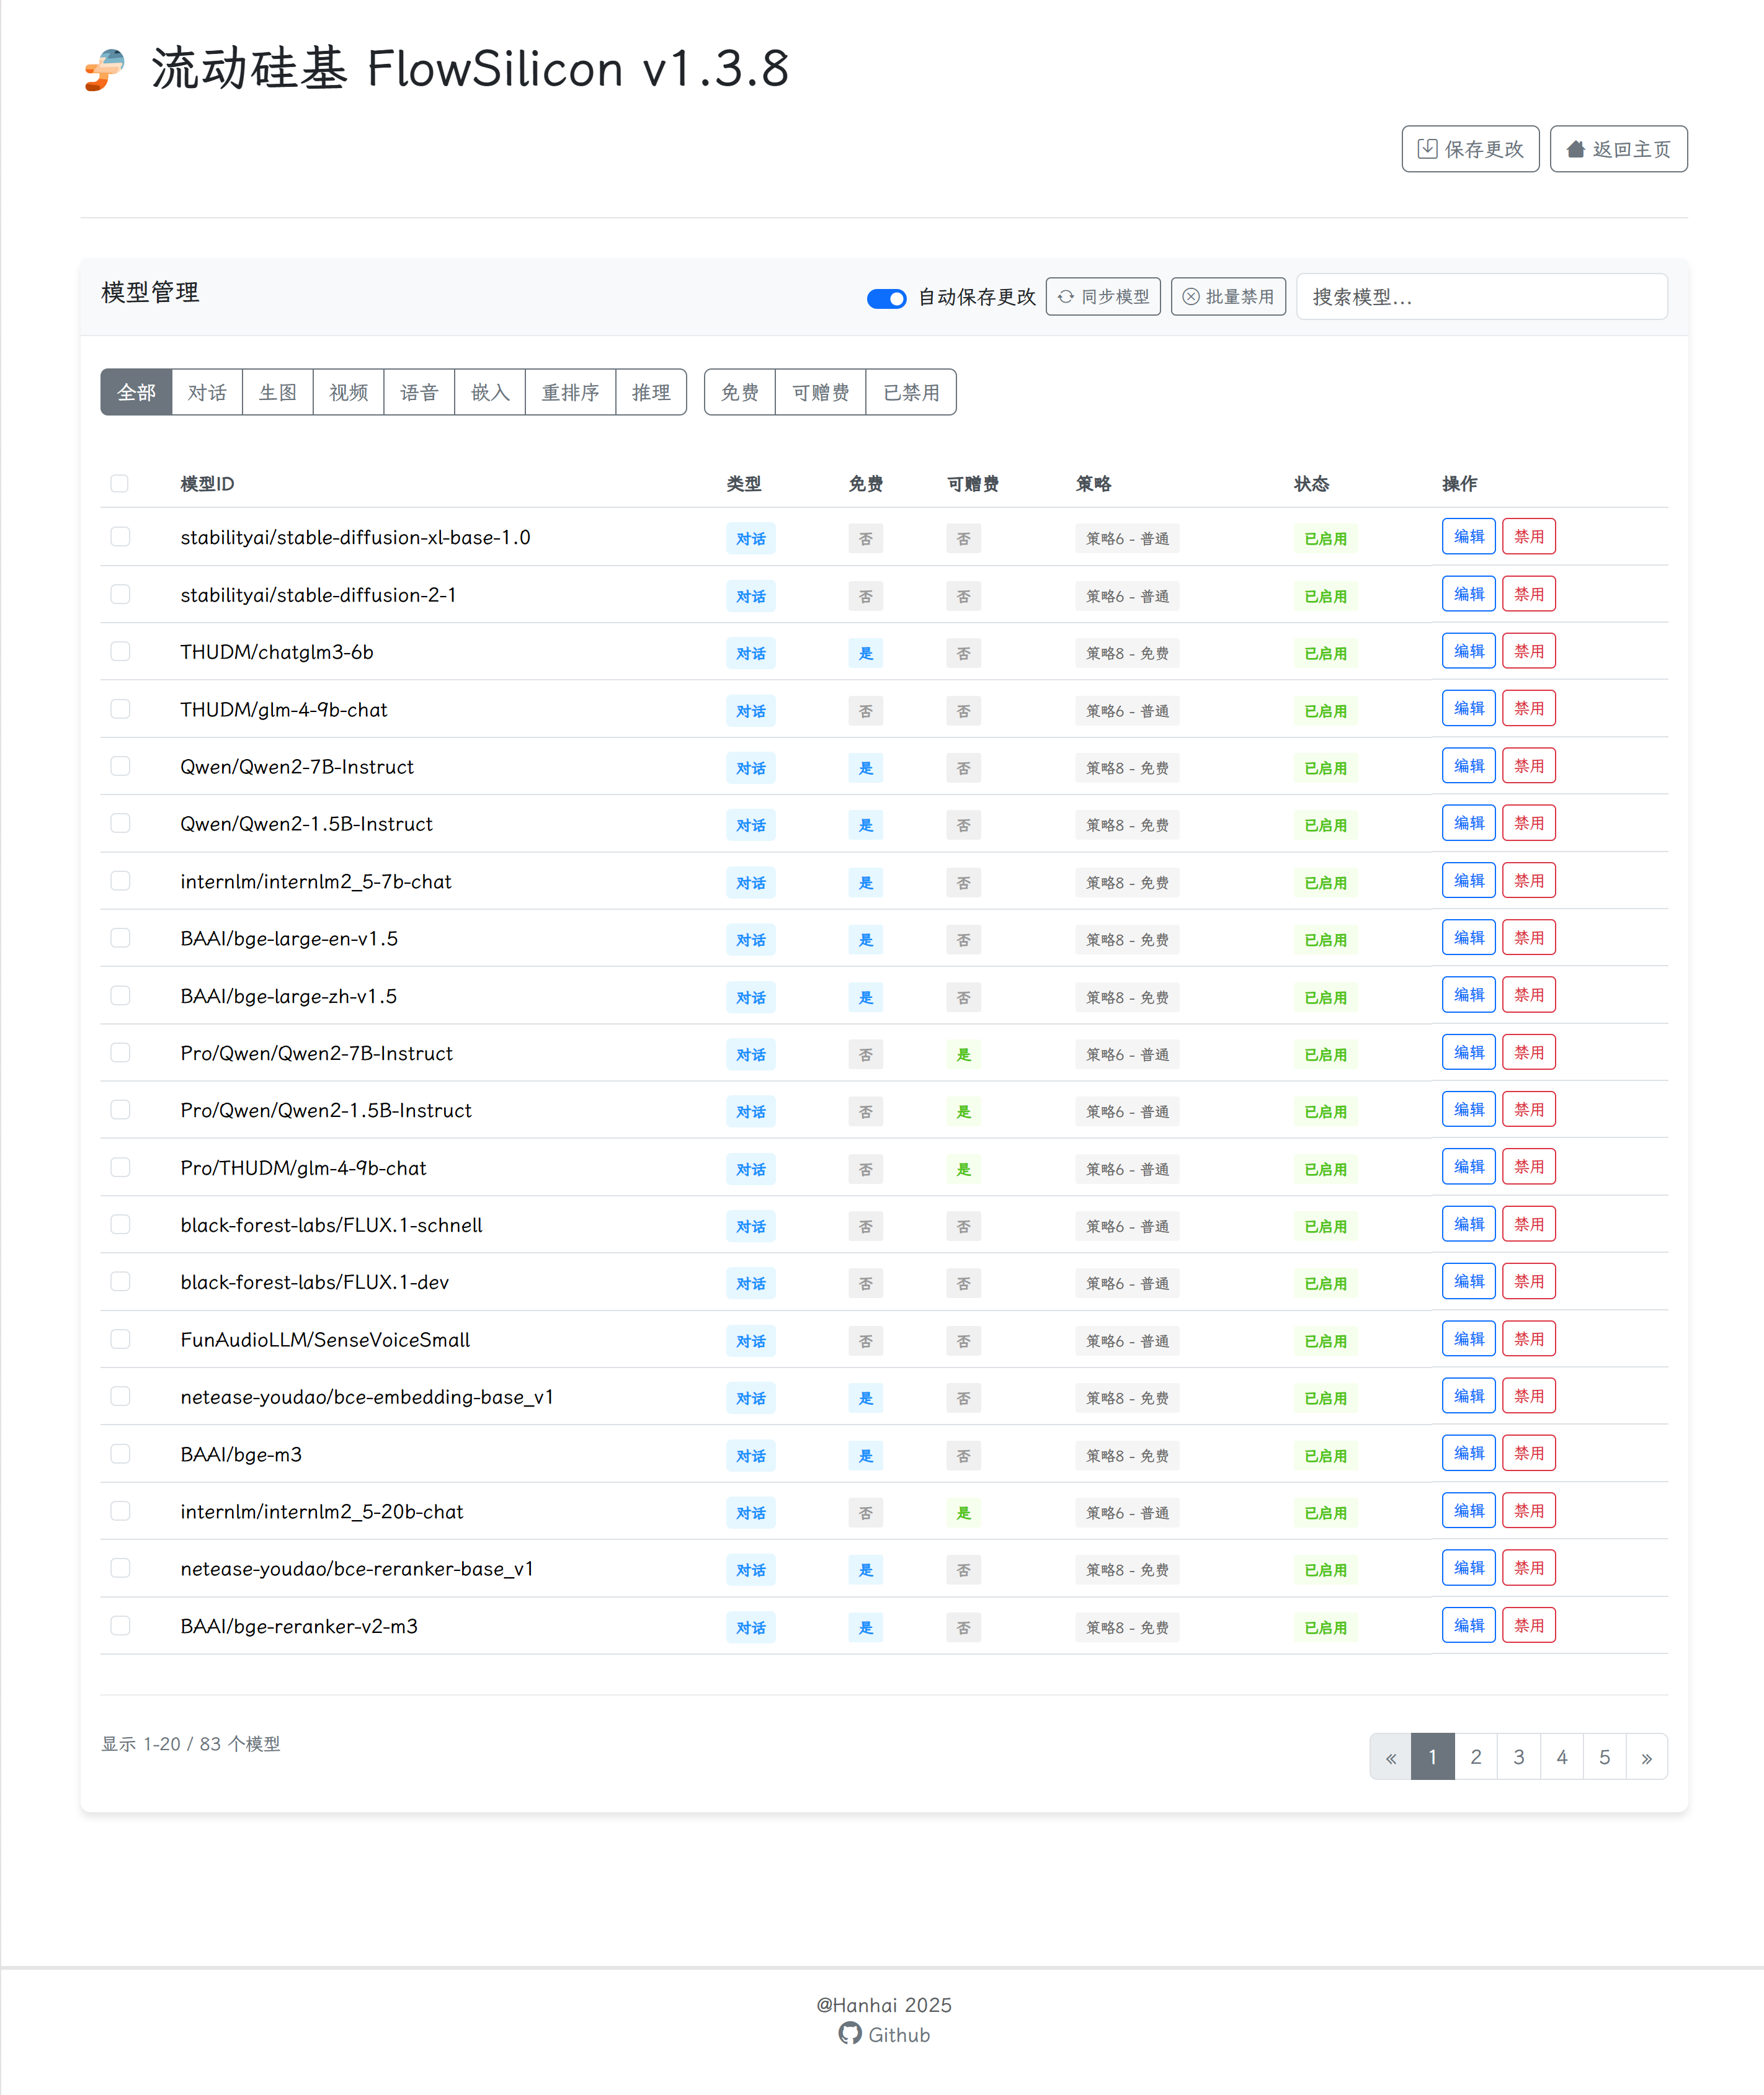 流动硅基 FlowSilicon v1.3.8
保存更改 返回主页
模型管理 自动保存更改 同步模型 批量禁用 搜索模型...
全部 对话 生图 视频 语音 嵌入 重排序 推理 免费 可赠费 已禁用
模型ID 类型 免费 可赠费 策略 状态 操作
stabilityai/stable-diffusion-xl-base-1.0 对话 否 否 策略6 - 普通 已启用 编辑 禁用
stabilityai/stable-diffusion-2-1 对话 否 否 策略6 - 普通 已启用 编辑 禁用
THUDM/chatglm3-6b 对话 是 否 策略8 - 免费 已启用 编辑 禁用
THUDM/glm-4-9b-chat 对话 否 否 策略6 - 普通 已启用 编辑 禁用
Qwen/Qwen2-7B-Instruct 对话 是 否 策略8 - 免费 已启用 编辑 禁用
Qwen/Qwen2-1.5B-Instruct 对话 是 否 策略8 - 免费 已启用 编辑 禁用
internlm/internlm2_5-7b-chat 对话 是 否 策略8 - 免费 已启用 编辑 禁用
BAAI/bge-large-en-v1.5 对话 是 否 策略8 - 免费 已启用 编辑 禁用
BAAI/bge-large-zh-v1.5 对话 是 否 策略8 - 免费 已启用 编辑 禁用
Pro/Qwen/Qwen2-7B-Instruct 对话 否 是 策略6 - 普通 已启用 编辑 禁用
Pro/Qwen/Qwen2-1.5B-Instruct 对话 否 是 策略6 - 普通 已启用 编辑 禁用
Pro/THUDM/glm-4-9b-chat 对话 否 是 策略6 - 普通 已启用 编辑 禁用
black-forest-labs/FLUX.1-schnell 对话 否 否 策略6 - 普通 已启用 编辑 禁用
black-forest-labs/FLUX.1-dev 对话 否 否 策略6 - 普通 已启用 编辑 禁用
FunAudioLLM/SenseVoiceSmall 对话 否 否 策略6 - 普通 已启用 编辑 禁用
netease-youdao/bce-embedding-base_v1 对话 是 否 策略8 - 免费 已启用 编辑 禁用
BAAI/bge-m3 对话 是 否 策略8 - 免费 已启用 编辑 禁用
internlm/internlm2_5-20b-chat 对话 否 是 策略6 - 普通 已启用 编辑 禁用
netease-youdao/bce-reranker-base_v1 对话 是 否 策略8 - 免费 已启用 编辑 禁用
BAAI/bge-reranker-v2-m3 对话 是 否 策略8 - 免费 已启用 编辑 禁用
显示 1-20 / 83 个模型 « 1 2 3 4 5 »
@Hanhai 2025
Github